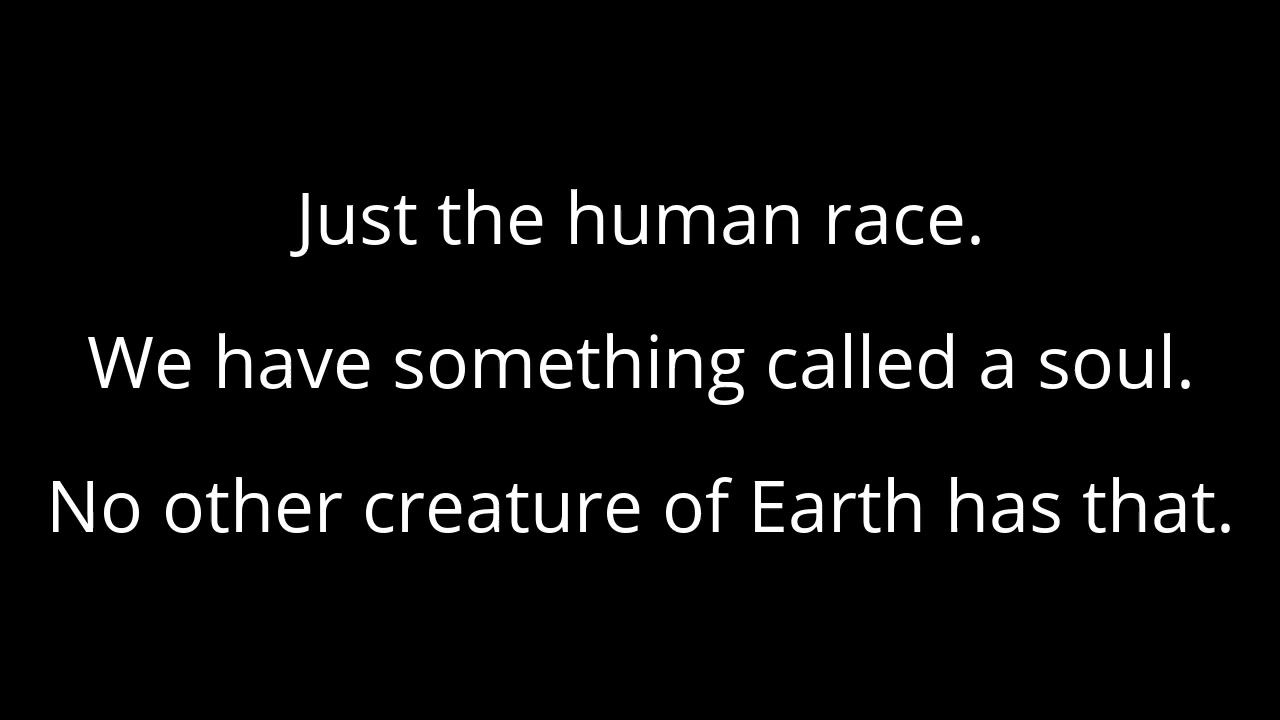 Just the human race.
We have something called a soul.
No other creature of Earth has that.